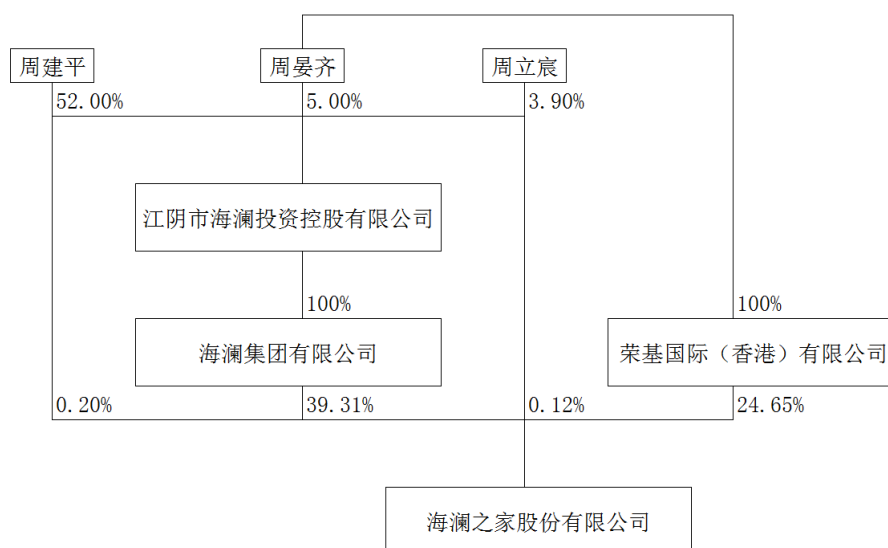 周建平
周晏齐
周立宸
52.00%
5.00%
3.90%
江阴市海澜投资控股有限公司
100%
100%
海澜集团有限公司
荣基国际（香港）有限公司
0.20%
39.31%
0.12%
24.65%
海澜之家股份有限公司